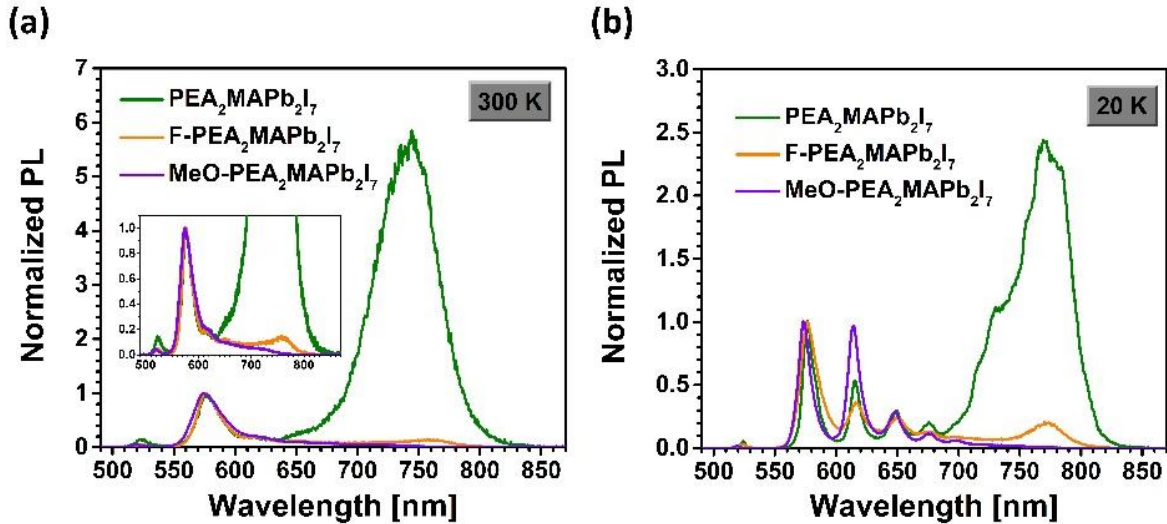 (a)
(b)
300 K
PEA₂MAPb₂I₇
F-PEA₂MAPb₂I₇
MeO-PEA₂MAPb₂I₇
Normalized PL
7
6
5
4
3
2
1
0
1.0
0.8
0.6
0.4
0.2
0.0
500 600 700 800
500 550 600 650 700 750 800 850
Wavelength [nm]
20 K
PEA₂MAPb₂I₇
F-PEA₂MAPb₂I₇
MeO-PEA₂MAPb₂I₇
Normalized PL
3.0
2.5
2.0
1.5
1.0
0.5
0.0
500 550 600 650 700 750 800 850
Wavelength [nm]